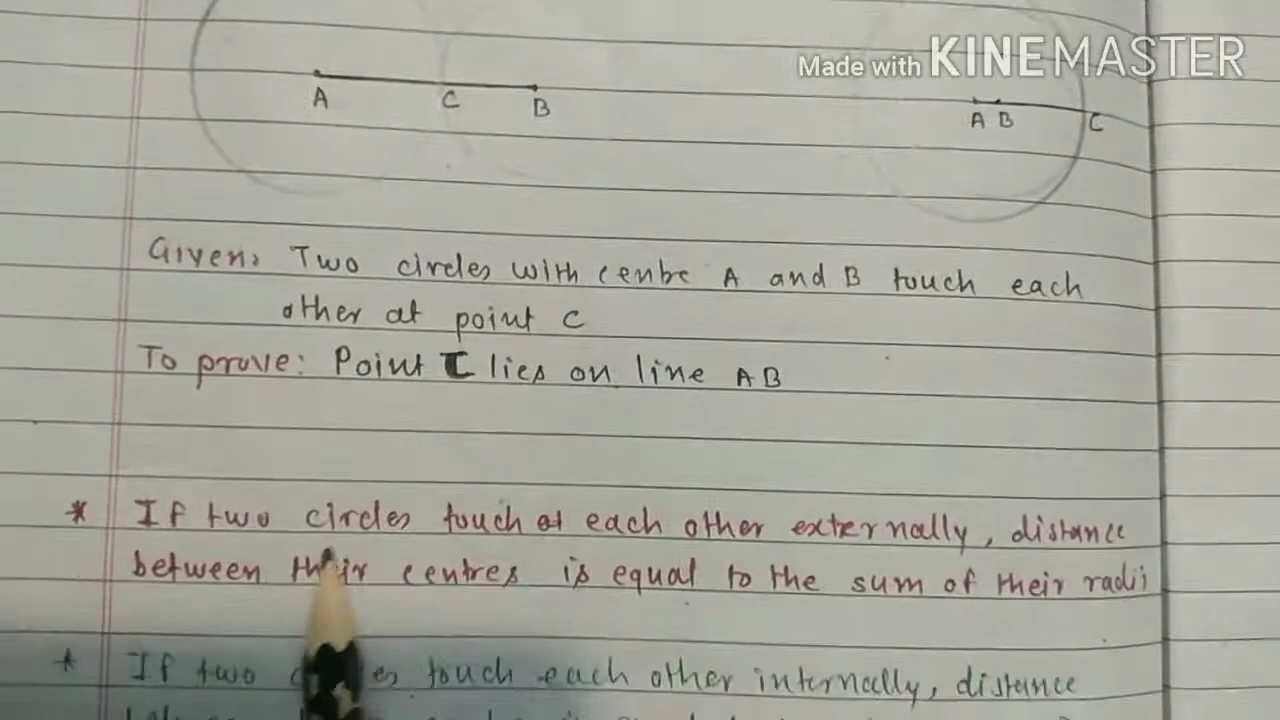 Made with KINEMASTER
A C B
A B C
Given: Two circles with centre A and B touch each
other at point C
To prove: Point C lies on line AB
* If two circles touch at each other externally, distance
between their centres is equal to the sum of their radii
* If two circles touch each other internally, distance